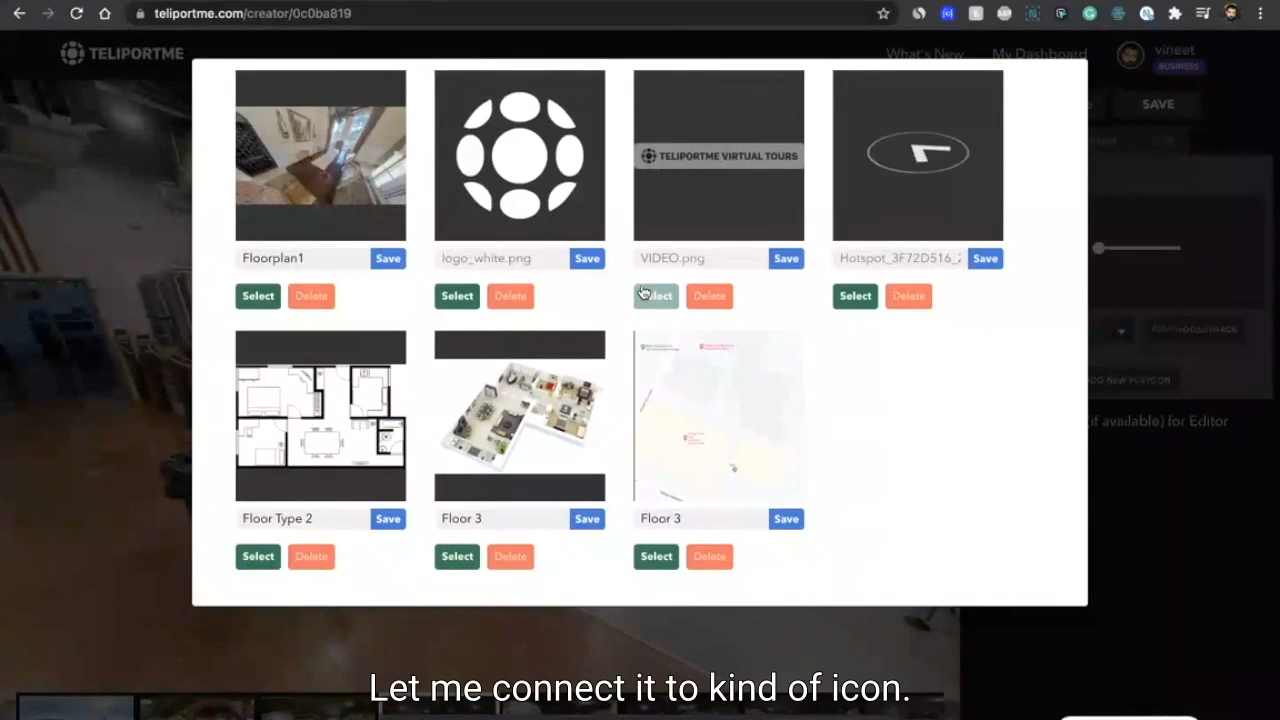 teliportme.com/creator/0c0ba819
TELIPORTME
What's New
My Dashboard
vineet
BUSINESS
SAVE
TELIPORTME VIRTUAL TOURS
Floorplan1
Save
logo_white.png
Save
VIDEO.png
Save
Hotspot_3F72D516_
Save
Select
Delete
Select
Delete
Select
Delete
Select
Delete
Floor Type 2
Save
Floor 3
Save
Floor 3
Save
Select
Delete
Select
Delete
Select
Delete
NEW POLYGON
(if available) for Editor
Let me connect it to kind of icon.